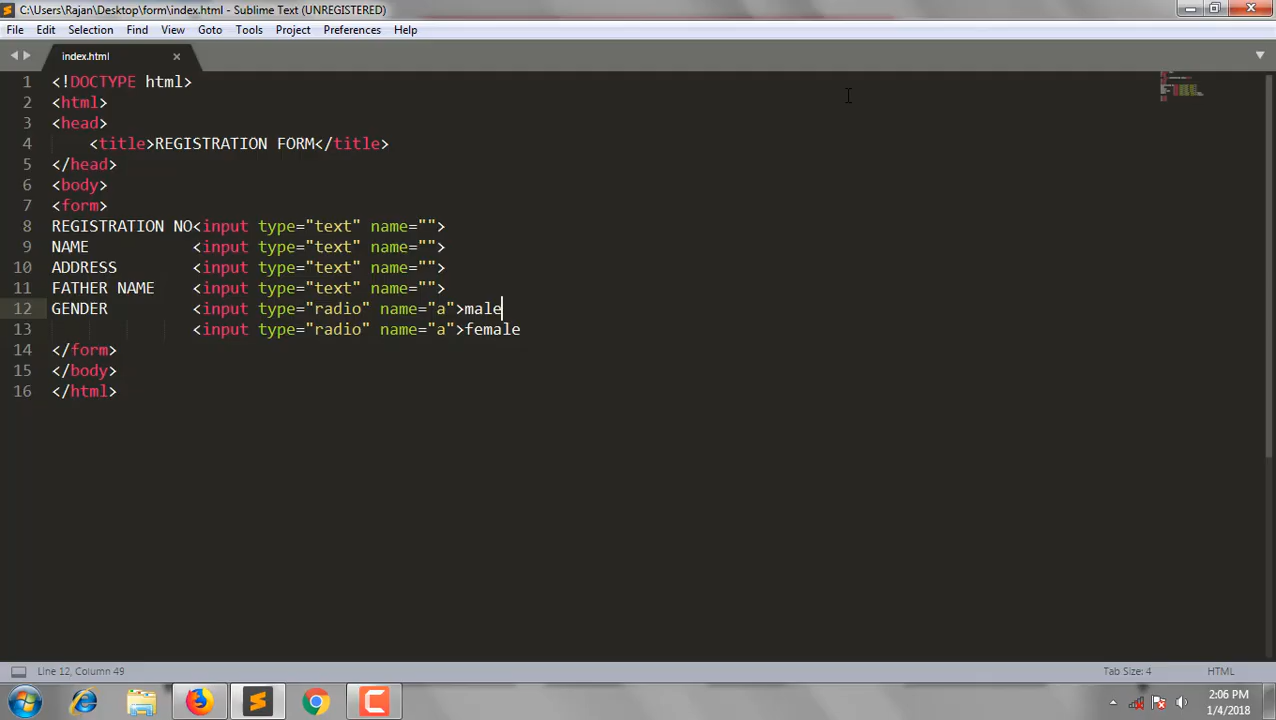 C:\Users\Rajan\Desktop\form\index.html - Sublime Text (UNREGISTERED)
File Edit Selection Find View Goto Tools Project Preferences Help
index.html
1 <!DOCTYPE html>
2 <html>
3 <head>
4     <title>REGISTRATION FORM</title>
5 </head>
6 <body>
7 <form>
8 REGISTRATION NO<input type="text" name="">
9 NAME           <input type="text" name="">
10 ADDRESS        <input type="text" name="">
11 FATHER NAME    <input type="text" name="">
12 GENDER         <input type="radio" name="a">male
13                <input type="radio" name="a">female
14 </form>
15 </body>
16 </html>
Line 12, Column 49
Tab Size: 4
HTML
2:06 PM
1/4/2018